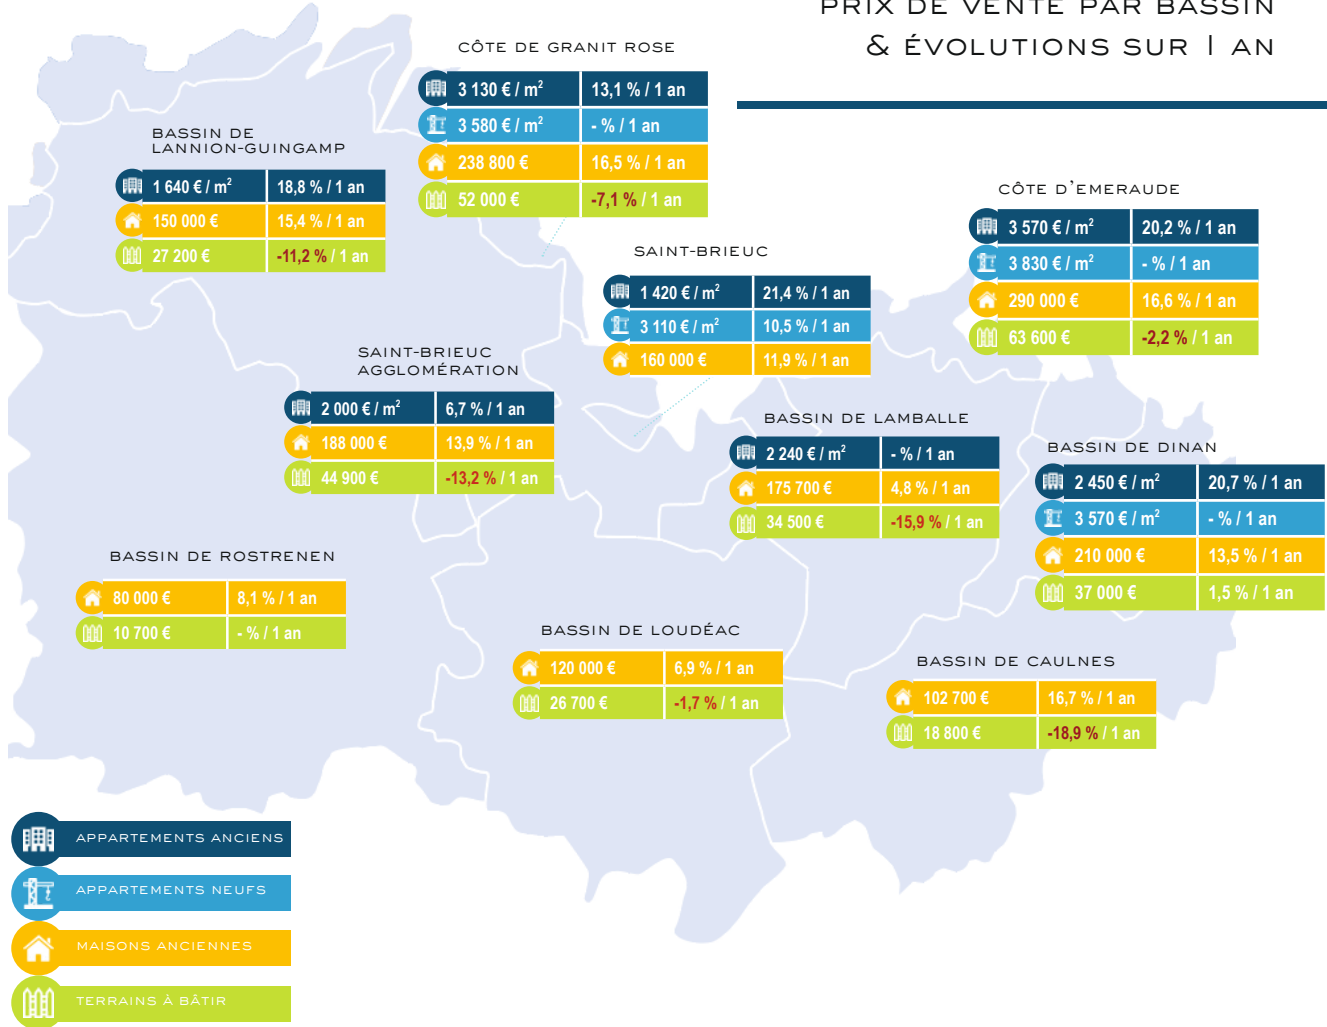 PRIX DE VENTE PAR BASSIN
& ÉVOLUTIONS SUR 1 AN
CÔTE DE GRANIT ROSE
3 130 € / m² 13,1 % / 1 an
3 580 € / m² - % / 1 an
238 800 € 16,5 % / 1 an
52 000 € -7,1 % / 1 an
BASSIN DE
LANNION-GUINGAMP
1 640 € / m² 18,8 % / 1 an
150 000 € 15,4 % / 1 an
27 200 € -11,2 % / 1 an
CÔTE D'EMERAUDE
3 570 € / m² 20,2 % / 1 an
3 830 € / m² - % / 1 an
290 000 € 16,6 % / 1 an
63 600 € -2,2 % / 1 an
SAINT-BRIEUC
1 420 € / m² 21,4 % / 1 an
3 110 € / m² 10,5 % / 1 an
160 000 € 11,9 % / 1 an
SAINT-BRIEUC
AGGLOMÉRATION
2 000 € / m² 6,7 % / 1 an
188 000 € 13,9 % / 1 an
44 900 € -13,2 % / 1 an
BASSIN DE LAMBALLE
2 240 € / m² - % / 1 an
175 700 € 4,8 % / 1 an
34 500 € -15,9 % / 1 an
BASSIN DE DINAN
2 450 € / m² 20,7 % / 1 an
3 570 € / m² - % / 1 an
210 000 € 13,5 % / 1 an
37 000 € 1,5 % / 1 an
BASSIN DE ROSTRENEN
80 000 € 8,1 % / 1 an
10 700 € - % / 1 an
BASSIN DE LOUDÉAC
120 000 € 6,9 % / 1 an
26 700 € -1,7 % / 1 an
BASSIN DE CAULNES
102 700 € 16,7 % / 1 an
18 800 € -18,9 % / 1 an
APPARTEMENTS ANCIENS
APPARTEMENTS NEUFS
MAISONS ANCIENNES
TERRAINS À BÂTIR